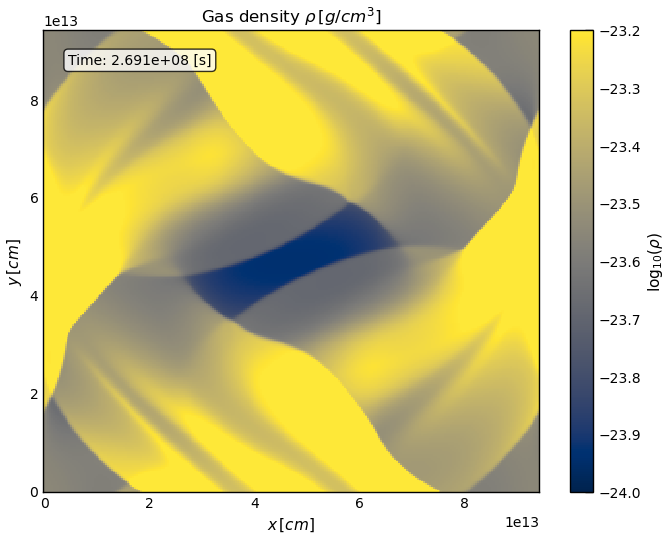 Gas density ρ [g/cm³]
1e13
Time: 2.691e+08 [s]
8
6
4
2
0
y [cm]
0 2 4 6 8
1e13
x [cm]
−23.2
−23.3
−23.4
−23.5
−23.6
−23.7
−23.8
−23.9
−24.0
log₁₀(ρ)